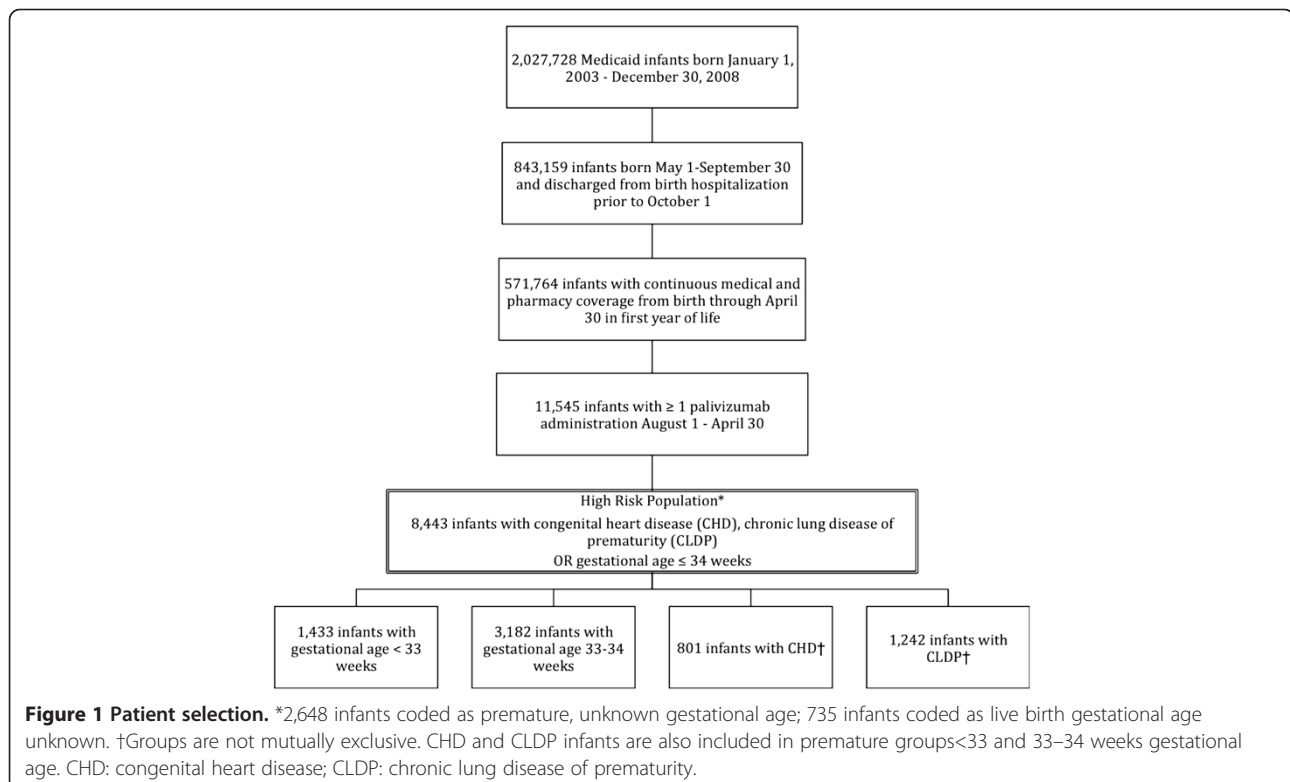 2,027,728 Medicaid infants born January 1,
2003 - December 30, 2008
843,159 infants born May 1-September 30
and discharged from birth hospitalization
prior to October 1
571,764 infants with continuous medical and
pharmacy coverage from birth through April
30 in first year of life
11,545 infants with ≥ 1 palivizumab
administration August 1 - April 30
High Risk Population*
8,443 infants with congenital heart disease (CHD), chronic lung disease of
prematurity (CLDP)
OR gestational age ≤ 34 weeks
1,433 infants with
gestational age < 33
weeks
3,182 infants with
gestational age 33-34
weeks
801 infants with CHD†
1,242 infants with
CLDP†
Figure 1 Patient selection. *2,648 infants coded as premature, unknown gestational age; 735 infants coded as live birth gestational age
unknown. †Groups are not mutually exclusive. CHD and CLDP infants are also included in premature groups<33 and 33–34 weeks gestational
age. CHD: congenital heart disease; CLDP: chronic lung disease of prematurity.